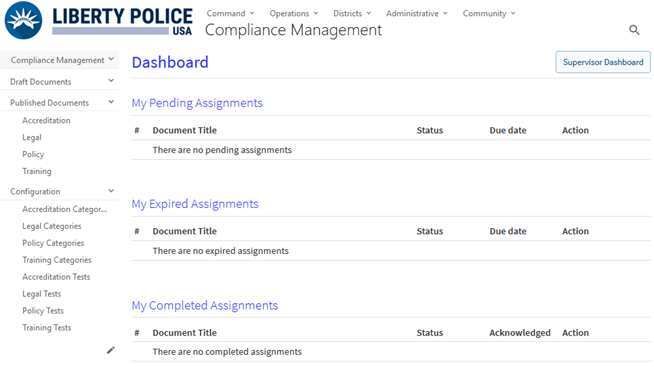 LIBERTY POLICE
USA
Command Operations Districts Administrative Community
Compliance Management
Compliance Management
Draft Documents
Published Documents
Accreditation
Legal
Policy
Training
Configuration
Accreditation Categor...
Legal Categories
Policy Categories
Training Categories
Accreditation Tests
Legal Tests
Policy Tests
Training Tests
Dashboard
Supervisor Dashboard
My Pending Assignments
# Document Title Status Due date Action
There are no pending assignments
My Expired Assignments
# Document Title Status Due date Action
There are no expired assignments
My Completed Assignments
# Document Title Status Acknowledged Action
There are no completed assignments